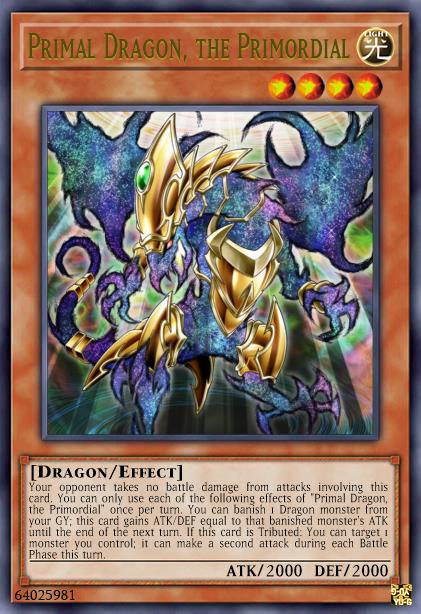 PRIMAL DRAGON, THE PRIMORDIAL
LIGHT
光
[DRAGON/EFFECT]
Your opponent takes no battle damage from attacks involving this
card. You can only use each of the following effects of "Primal Dragon,
the Primordial" once per turn. You can banish 1 Dragon monster from
your GY; this card gains ATK/DEF equal to that banished monster's ATK
until the end of the next turn. If this card is Tributed: You can target 1
monster you control; it can make a second attack during each Battle
Phase this turn.
ATK/2000 DEF/2000
64025981